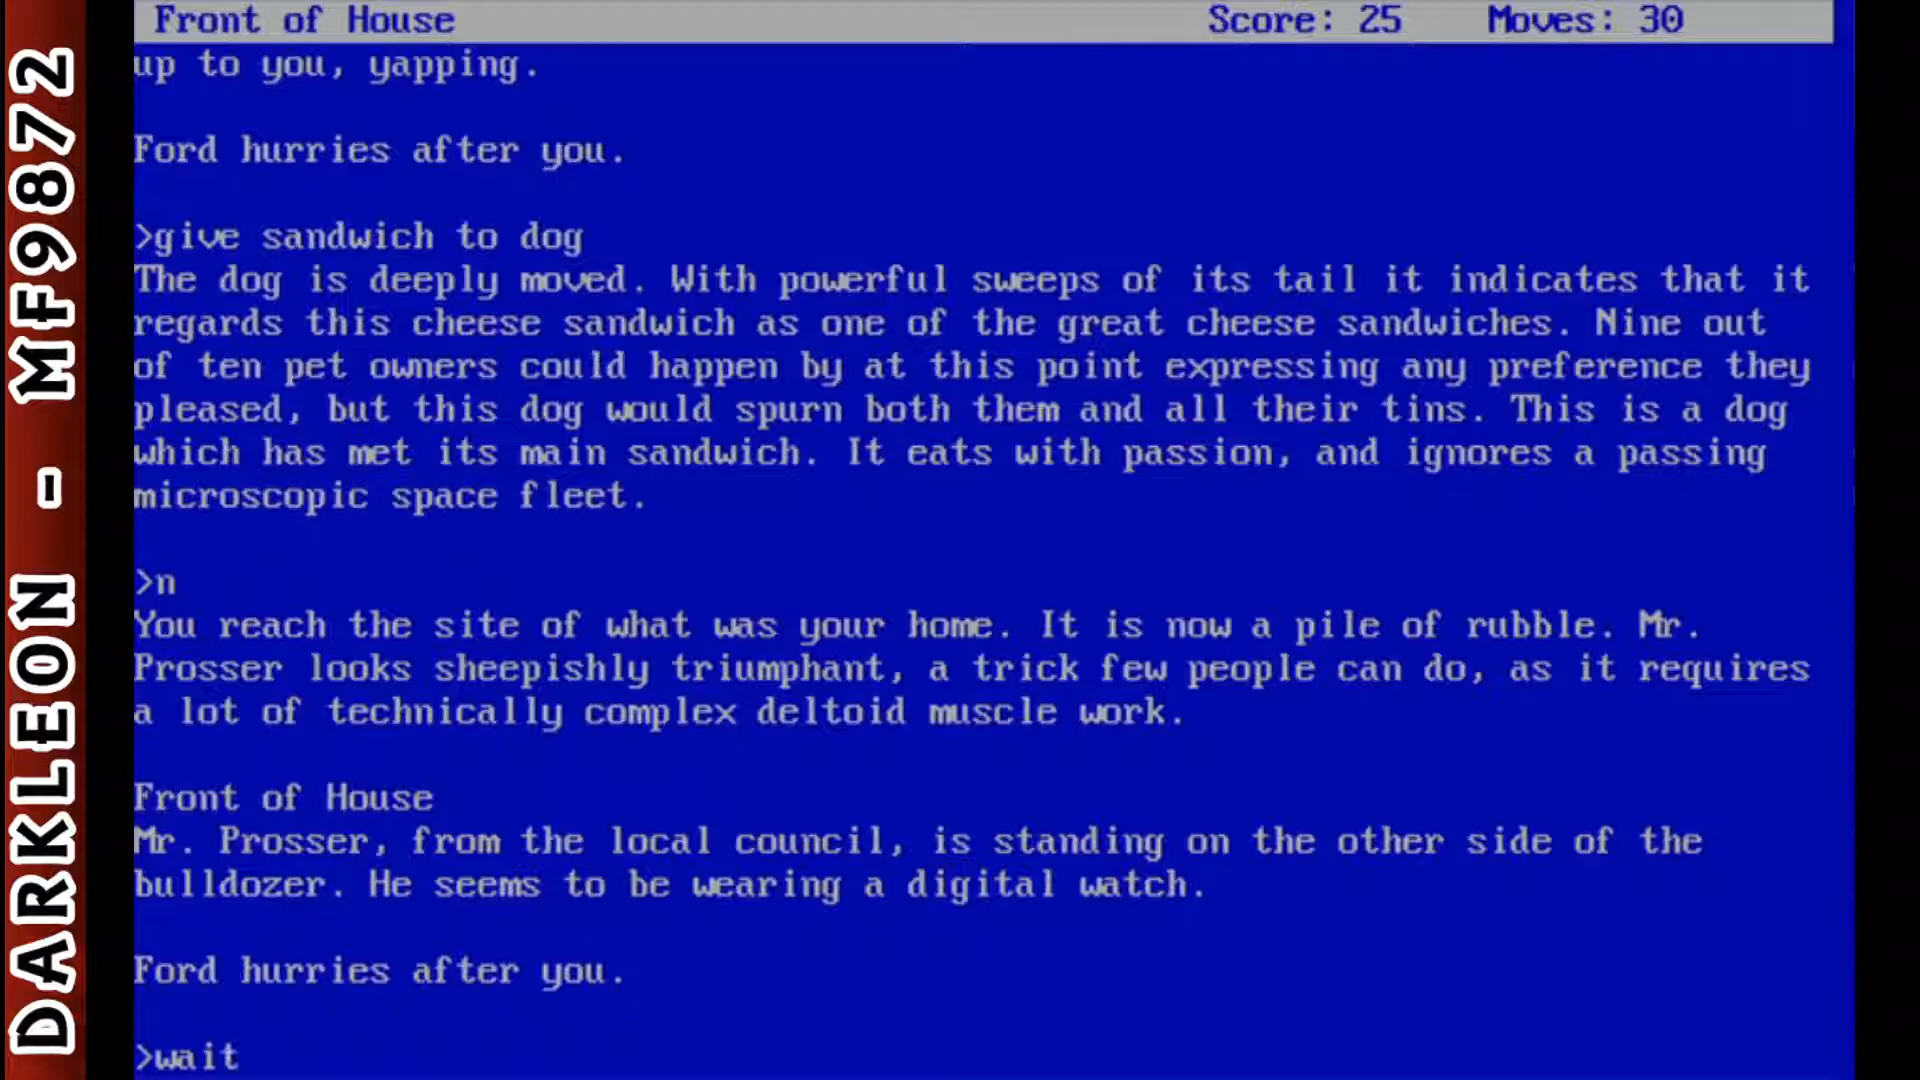 Front of House Score: 25 Moves: 30
up to you, yapping.
Ford hurries after you.
>give sandwich to dog
The dog is deeply moved. With powerful sweeps of its tail it indicates that it
regards this cheese sandwich as one of the great cheese sandwiches. Nine out
of ten pet owners could happen by at this point expressing any preference they
pleased, but this dog would spurn both them and all their tins. This is a dog
which has met its main sandwich. It eats with passion, and ignores a passing
microscopic space fleet.
>n
You reach the site of what was your home. It is now a pile of rubble. Mr.
Prosser looks sheepishly triumphant, a trick few people can do, as it requires
a lot of technically complex deltoid muscle work.
Front of House
Mr. Prosser, from the local council, is standing on the other side of the
bulldozer. He seems to be wearing a digital watch.
Ford hurries after you.
>wait
DARKLEON - MF9872